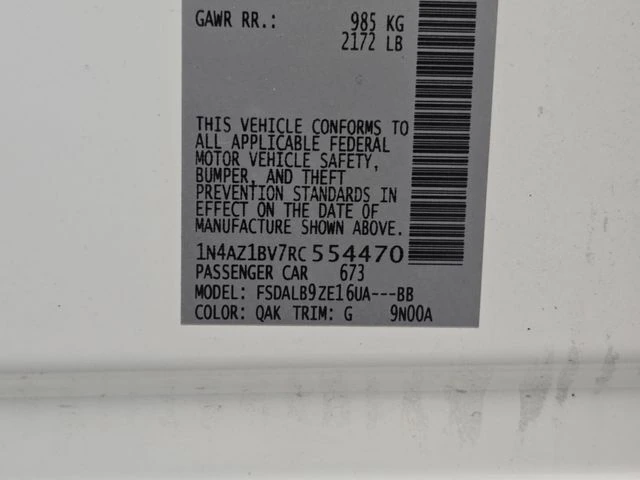 GAWR RR.: 985 KG
2172 LB
THIS VEHICLE CONFORMS TO
ALL APPLICABLE FEDERAL
MOTOR VEHICLE SAFETY,
BUMPER, AND THEFT
PREVENTION STANDARDS IN
EFFECT ON THE DATE OF
MANUFACTURE SHOWN ABOVE.
1N4AZ1BV7RC554470
PASSENGER CAR 673
MODEL: FSDALB9ZE16UA---BB
COLOR: QAK TRIM: G 9N00A